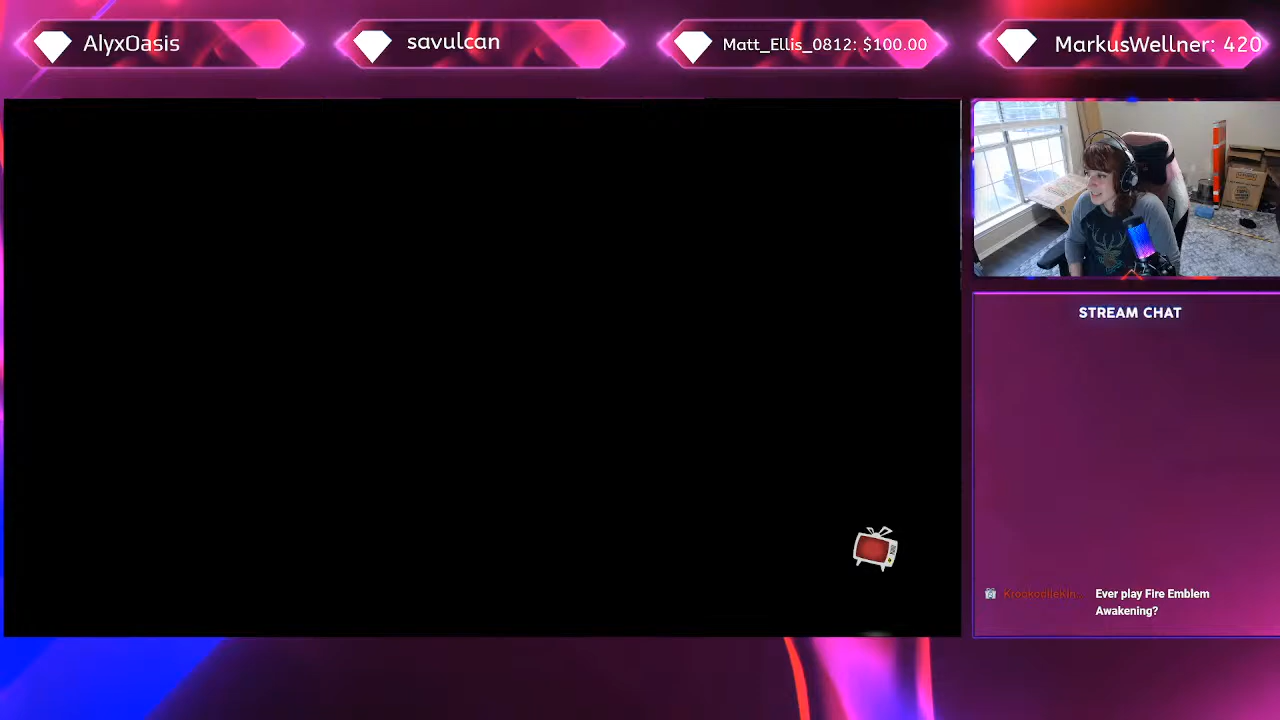 AlyxOasis
savulcan
Matt_Ellis_0812: $100.00
MarkusWellner: 420
STREAM CHAT
Ever play Fire Emblem
Awakening?